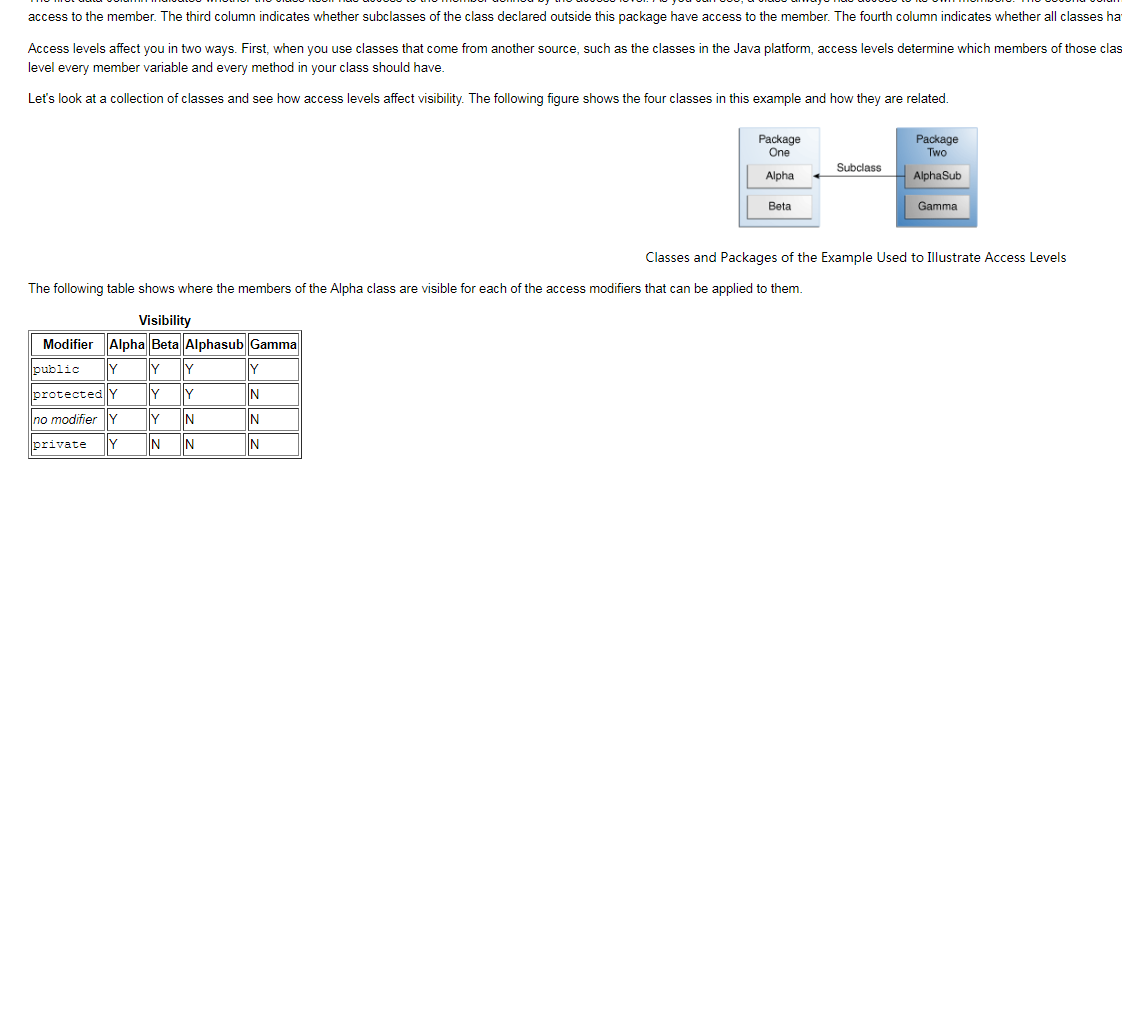 access to the member. The third column indicates whether subclasses of the class declared outside this package have access to the member. The fourth column indicates whether all classes
Access levels affect you in two ways. First, when you use classes that come from another source, such as the classes in the Java platform, access levels determine which members of those
level every member variable and every method in your class should have.
Let's look at a collection of classes and see how access levels affect visibility. The following figure shows the four classes in this example and how they are related.
Package
One
Alpha
Beta
Subclass
Package
Two
AlphaSub
Gamma
Classes and Packages of the Example Used to Illustrate Access Levels
The following table shows where the members of the Alpha class are visible for each of the access modifiers that can be applied to them.
Visibility
Modifier Alpha Beta Alphasub Gamma
public Y Y Y Y
protected Y Y Y N
no modifier Y Y N N
private Y N N N